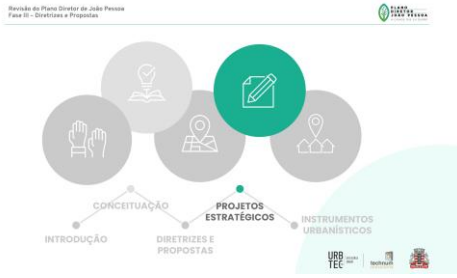 Revisão do Plano Diretor de João Pessoa
Fase III – Diretrizes e Propostas
PLANO
DIRETOR
JOÃO PESSOA
CONCEITUAÇÃO
PROJETOS
ESTRATÉGICOS
INSTRUMENTOS
URBANÍSTICOS
INTRODUÇÃO
DIRETRIZES E
PROPOSTAS
URB
TEC
technum